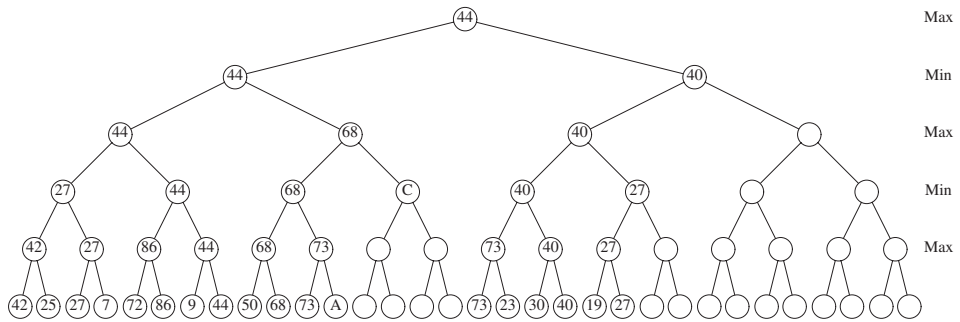 44 Max
44 40 Min
44 68 40 Max
27 44 68 C 40 27 Min
42 27 86 44 68 73 73 40 27 Max
42 25 27 7 72 86 9 44 50 68 73 A 73 23 30 40 19 27